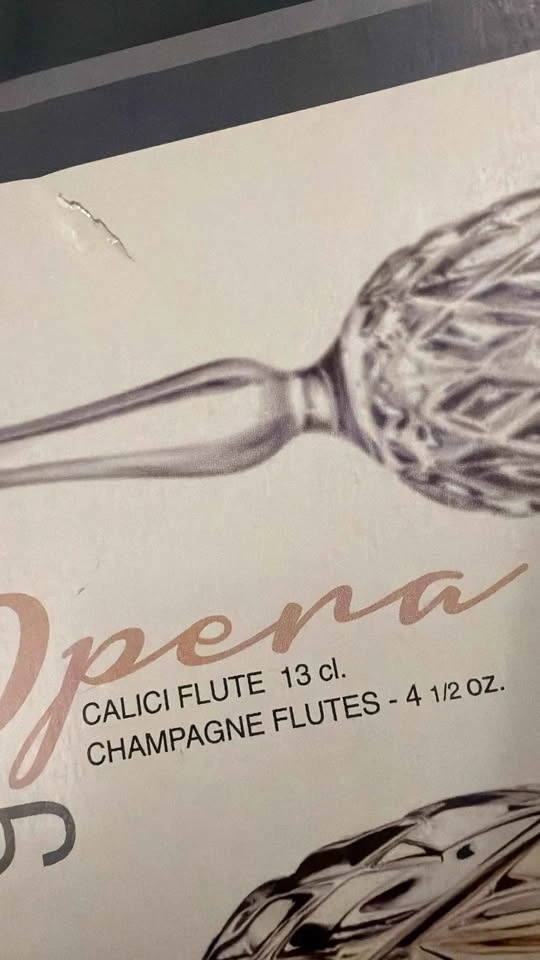 Opera
CALICI FLUTE 13 cl.
CHAMPAGNE FLUTES - 4 1/2 OZ.